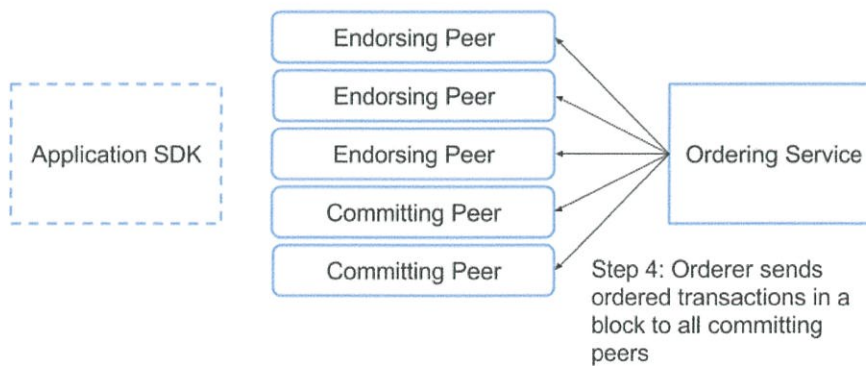 Endorsing Peer
Endorsing Peer
Application SDK
Endorsing Peer
Ordering Service
Committing Peer
Committing Peer
Step 4: Orderer sends
ordered transactions in a
block to all committing
peers